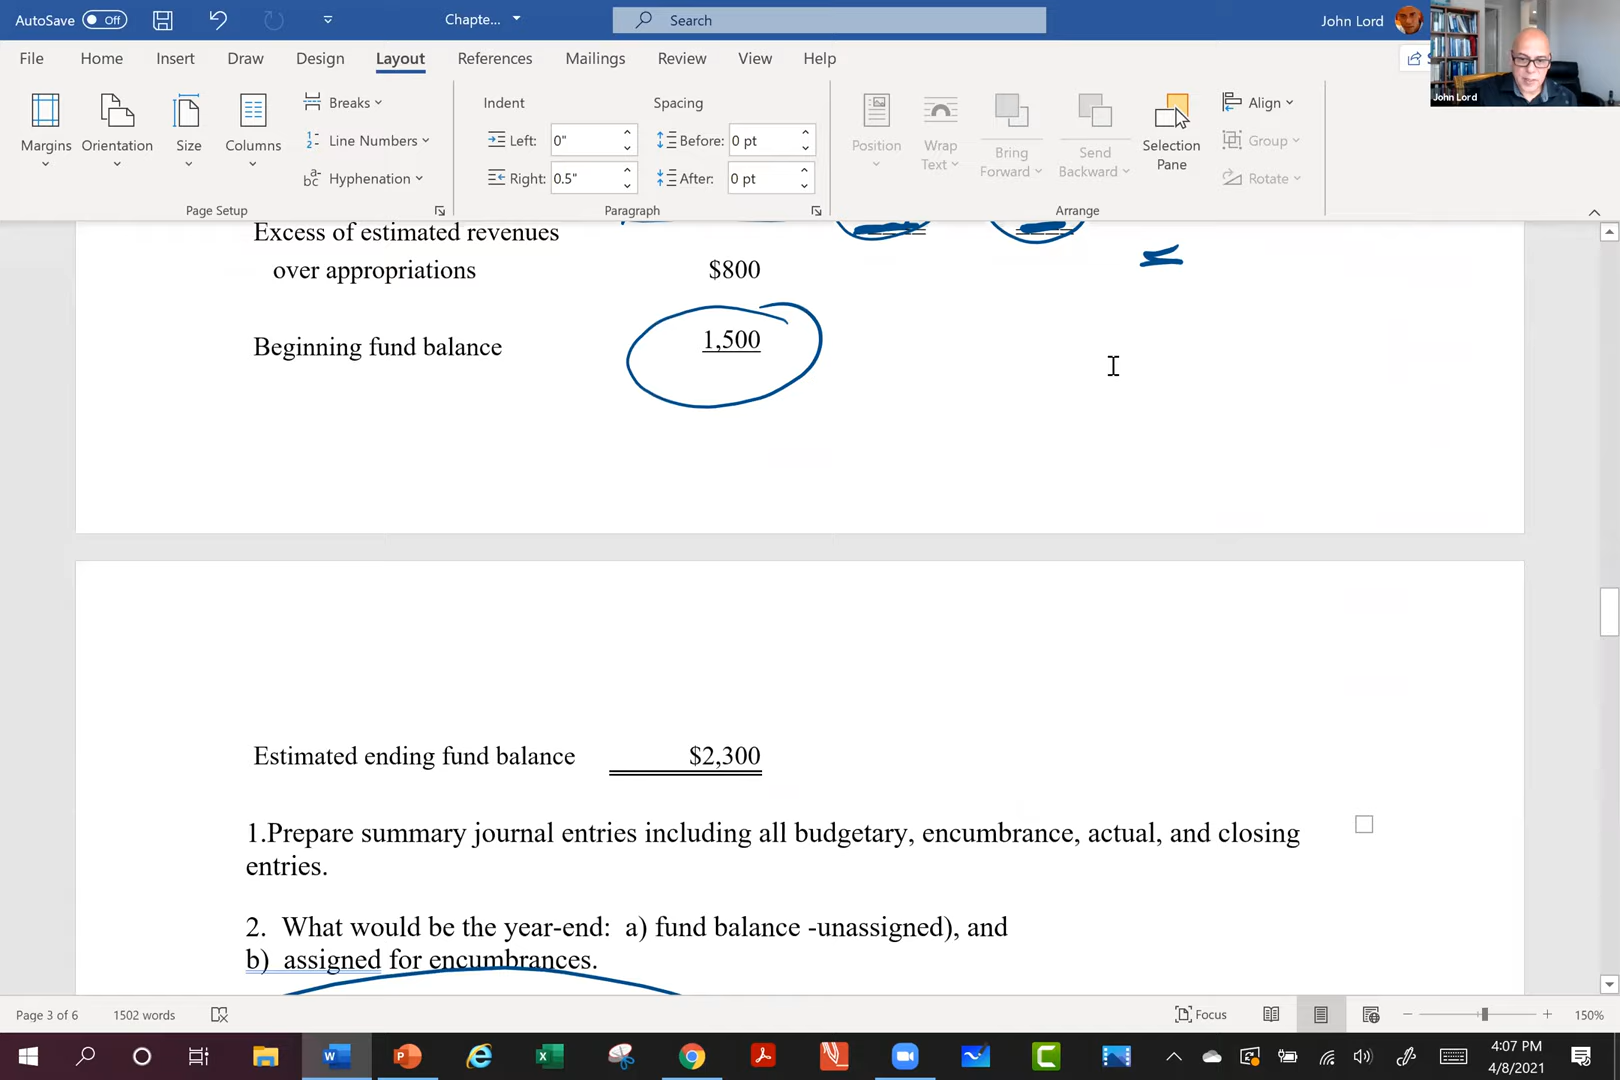 AutoSave Off Chapte... Search John Lord
File Home Insert Draw Design Layout References Mailings Review View Help
John Lord
Margins Orientation Size Columns
Breaks
Line Numbers
Hyphenation
Page Setup
Indent Spacing
Left: 0" Before: 0 pt
Right: 0.5" After: 0 pt
Paragraph
Position Wrap Text Bring Forward Send Backward Selection Pane
Align
Group
Rotate
Arrange
Excess of estimated revenues
over appropriations $800
Beginning fund balance 1,500
Estimated ending fund balance $2,300
1.Prepare summary journal entries including all budgetary, encumbrance, actual, and closing
entries.
2. What would be the year-end: a) fund balance -unassigned), and
b) assigned for encumbrances.
Page 3 of 6 1502 words Focus 150%
4:07 PM
4/8/2021